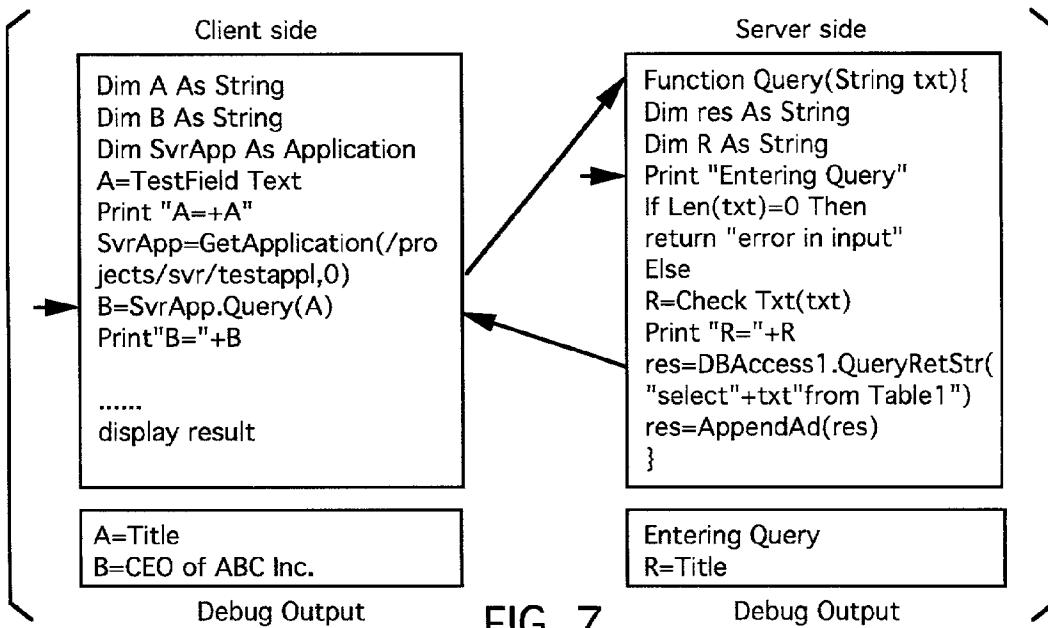 Client side
Dim A As String
Dim B As String
Dim SvrApp As Application
A=TestField Text
Print "A=+A"
SvrApp=GetApplication(/pro
jects/svr/testappl,0)
B=SvrApp.Query(A)
Print"B="+B
......
display result
A=Title
B=CEO of ABC Inc.
Debug Output
Server side
Function Query(String txt){
Dim res As String
Dim R As String
Print "Entering Query"
If Len(txt)=0 Then
return "error in input"
Else
R=Check Txt(txt)
Print "R="+R
res=DBAccess1.QueryRetStr(
"select"+txt"from Table1")
res=AppendAd(res)
}
Entering Query
R=Title
Debug Output
FIG. 7